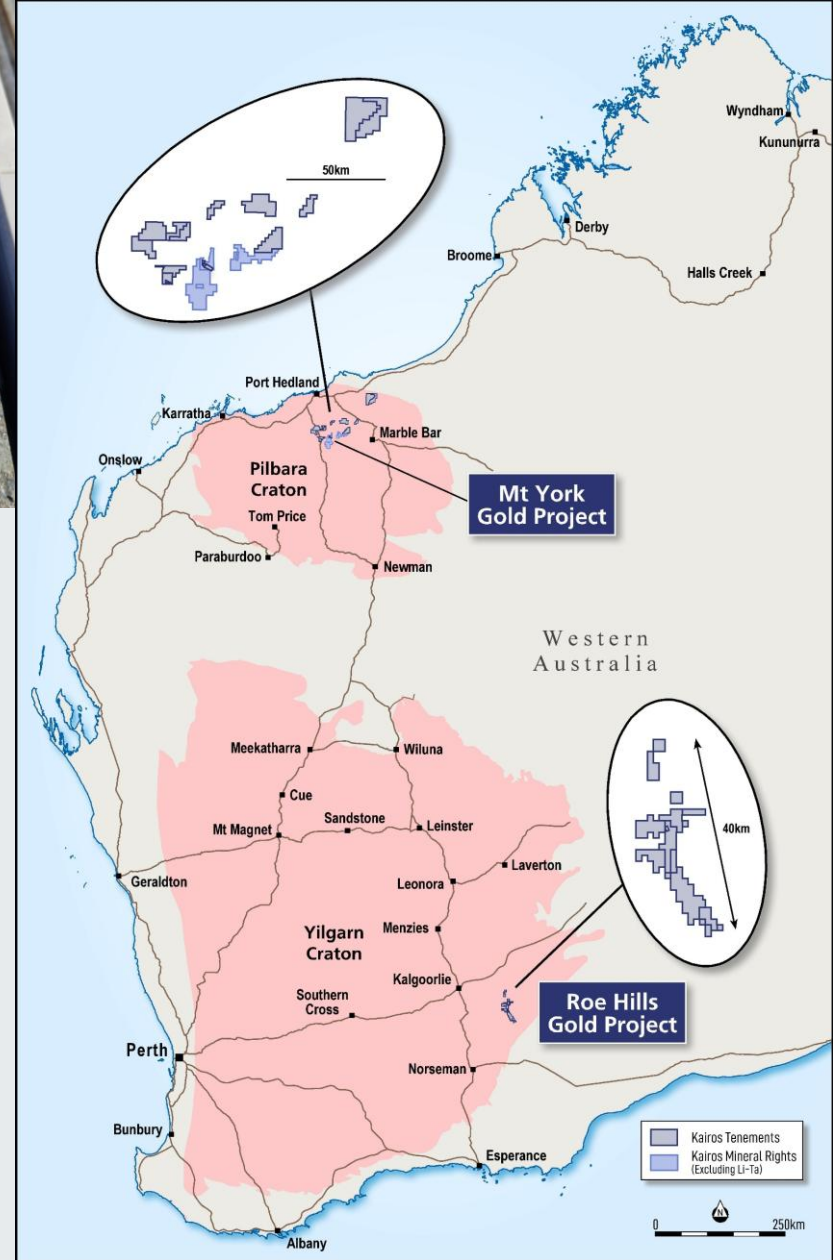 Wyndham
Kununurra
50km
Derby
Broome
Halls Creek
Port Hedland
Karratha
Marble Bar
Onslow
Pilbara
Craton
Mt York
Gold Project
Tom Price
Paraburdoo
Newman
Western
Australia
Meekatharra
Wiluna
Cue
Sandstone
Mt Magnet
Leinster
40km
Laverton
Geraldton
Leonora
Menzies
Yilgarn
Craton
Kalgoorlie
Southern
Cross
Roe Hills
Gold Project
Perth
Norseman
Bunbury
Kairos Tenements
Kairos Mineral Rights
(Excluding Li-Ta)
Esperance
N
0 250km
Albany